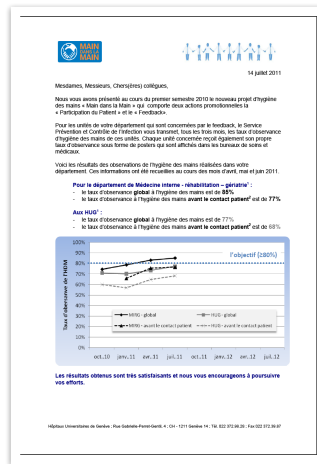 MAIN
DANS LA
MAIN
14 juillet 2011
Mesdames, Messieurs, Chers(ères) collègues,
Nous vous avons présenté au cours du premier semestre 2010 le nouveau projet d'hygiène
des mains « Main dans la Main » qui comporte deux actions promotionnelles la
« Participation du Patient » et le « Feedback».
Pour les unités de votre département qui sont concernées par le feedback, le Service
Prévention et Contrôle de l'Infection vous transmet, tous les trois mois, les taux d'observance
d'hygiène des mains de ces unités. Chaque unité concernée reçoit également son propre
taux d'observance sous forme de posters qui sont affichés dans les bureaux de soins et
médicaux.
Voici les résultats des observations de l'hygiène des mains réalisées dans votre
département. Ces informations ont été recueillies au cours des mois d'avril, mai et juin 2011.
Pour le département de Médecine interne - réhabilitation – gériatrie¹ :
- le taux d'observance global à l'hygiène des mains est de 85%
- le taux d'observance à l'hygiène des mains avant le contact patient² est de 77%
Aux HUG¹ :
- le taux d'observance global à l'hygiène des mains est de 77%
- le taux d'observance à l'hygiène des mains avant le contact patient² est de 68%
Taux d'observance de l'HDM
100%
90%
80%
70%
60%
50%
40%
30%
20%
10%
0%
l'objectif (≥80%)
MIRG - global
HUG - global
MIRG - avant le contact patient
HUG - avant le contact patient
oct..10 janv..11 avr..11 juil..11 oct..11 janv..12 avr..12 juil..12
Les résultats obtenus sont très satisfaisants et nous vous encourageons à poursuivre
vos efforts.
Hôpitaux Universitaires de Genève ; Rue Gabrielle-Perret-Gentil, 4 ; CH - 1211 Genève 14 ; Tél. 022 372.98.28 ; Fax 022 372.39.87